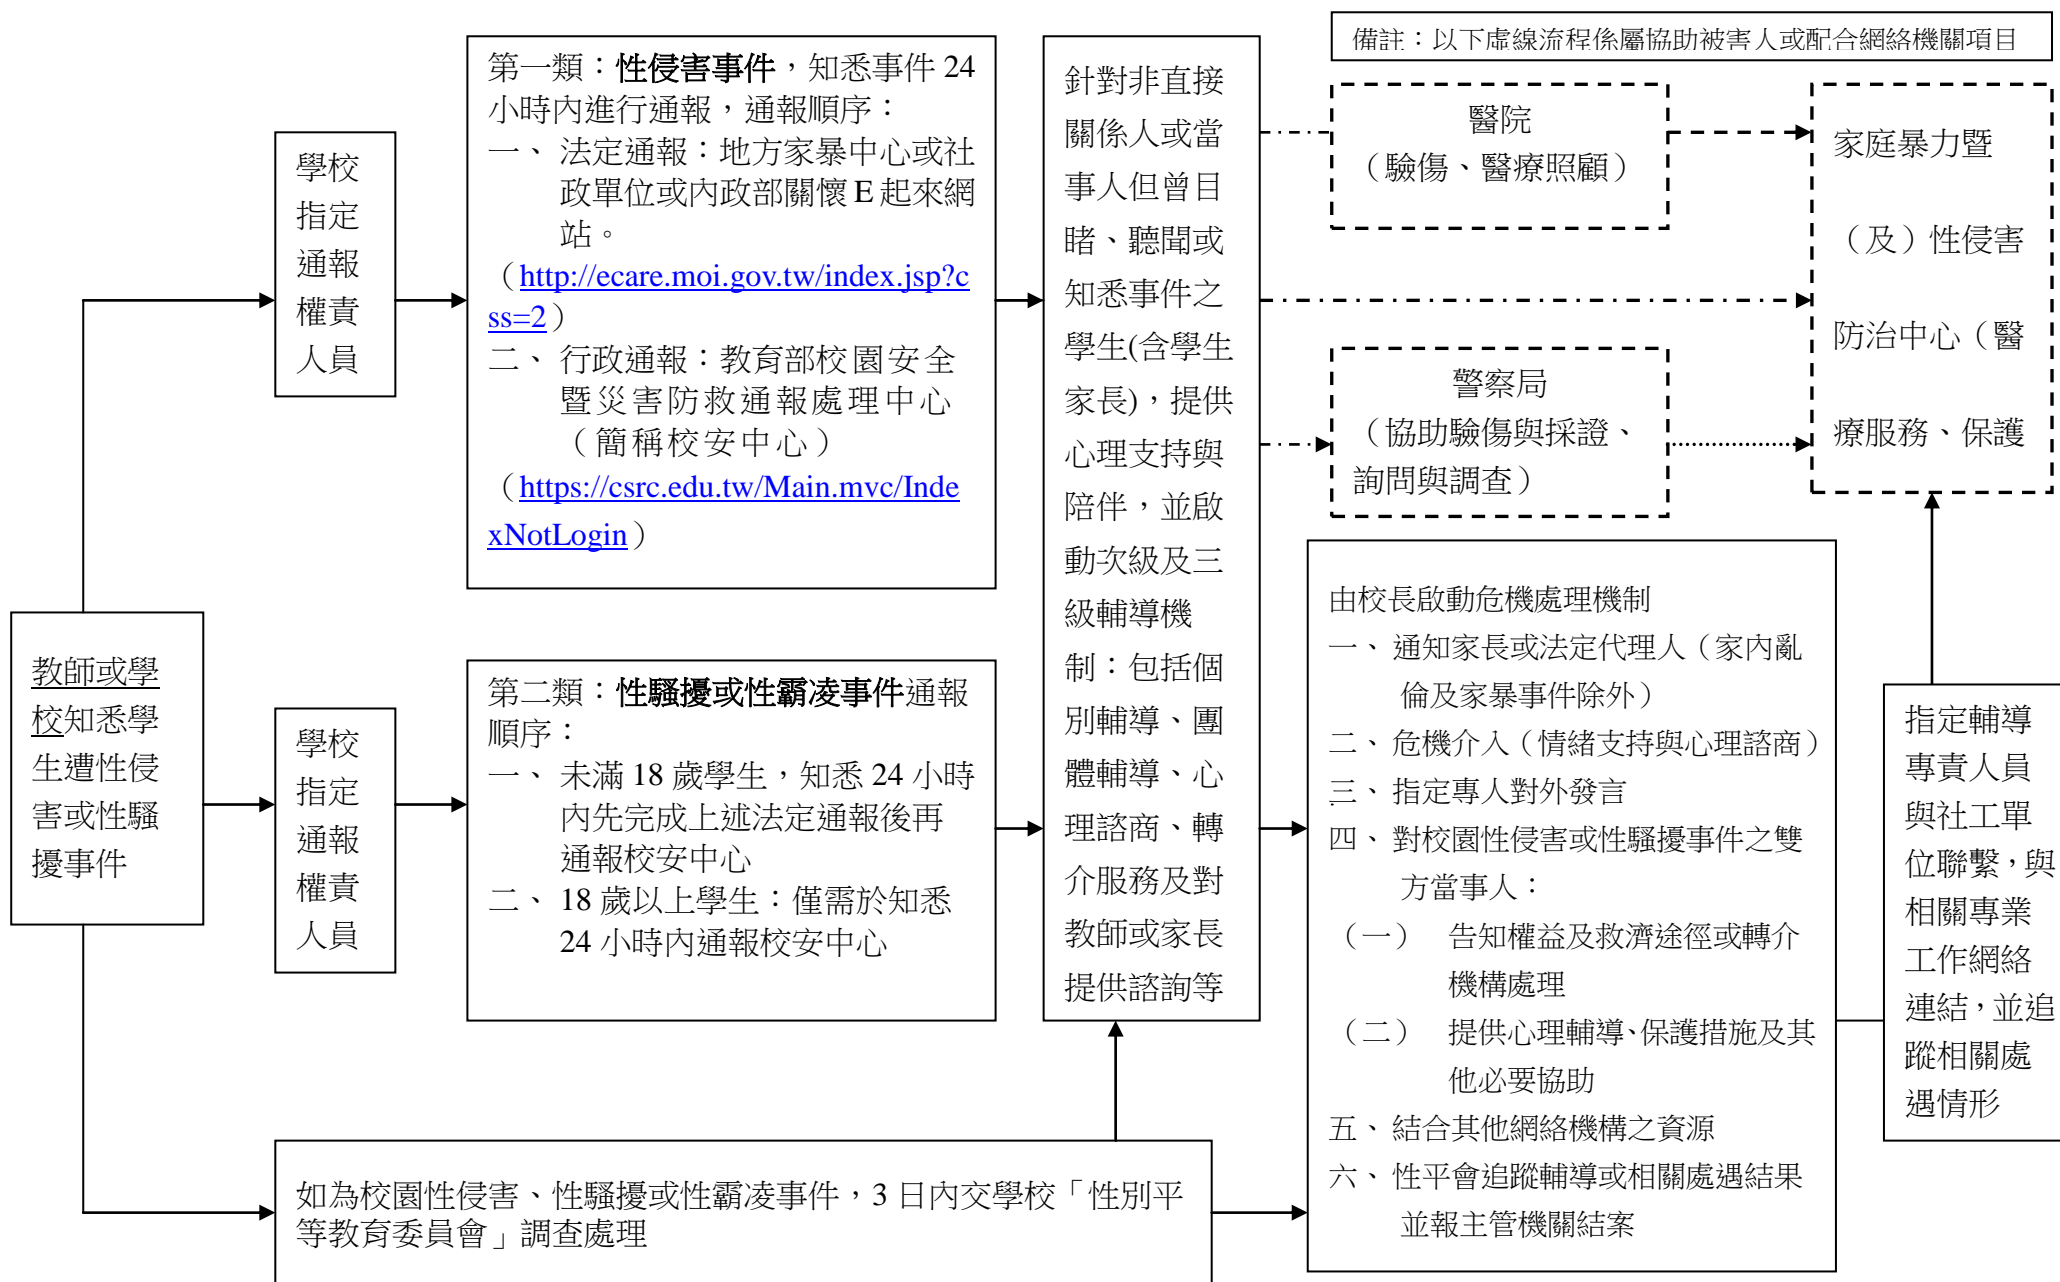 備註：以下虛線流程係屬協助被害人或配合網絡機關項目
教師或學
校知悉學
生遭性侵
害或性騷
擾事件
學校
指定
通報
權責
人員
第一類：性侵害事件，知悉事件 24
小時內進行通報，通報順序：
一、 法定通報：地方家暴中心或社
政單位或內政部關懷 E 起來網
站。
（http://ecare.moi.gov.tw/index.jsp?c
ss=2）
二、 行政通報：教育部校園安全
暨災害防救通報處理中心
（簡稱校安中心）
（https://csrc.edu.tw/Main.mvc/Inde
xNotLogin）
學校
指定
通報
權責
人員
第二類：性騷擾或性霸凌事件通報
順序：
一、 未滿 18 歲學生，知悉 24 小時
內先完成上述法定通報後再
通報校安中心
二、 18 歲以上學生：僅需於知悉
24 小時內通報校安中心
如為校園性侵害、性騷擾或性霸凌事件，3 日內交學校「性別平
等教育委員會」調查處理
針對非直接
關係人或當
事人但曾目
睹、聽聞或
知悉事件之
學生(含學生
家長)，提供
心理支持與
陪伴，並啟
動次級及三
級輔導機
制：包括個
別輔導、團
體輔導、心
理諮商、轉
介服務及對
教師或家長
提供諮詢等
醫院
（驗傷、醫療照顧）
警察局
（協助驗傷與採證、
詢問與調查）
家庭暴力暨
（及）性侵害
防治中心（醫
療服務、保護
由校長啟動危機處理機制
一、 通知家長或法定代理人（家內亂
倫及家暴事件除外）
二、 危機介入（情緒支持與心理諮商）
三、 指定專人對外發言
四、 對校園性侵害或性騷擾事件之雙
方當事人：
（一） 告知權益及救濟途徑或轉介
機構處理
（二） 提供心理輔導、保護措施及其
他必要協助
五、 結合其他網絡機構之資源
六、 性平會追蹤輔導或相關處遇結果
並報主管機關結案
指定輔導
專責人員
與社工單
位聯繫，與
相關專業
工作網絡
連結，並追
蹤相關處
遇情形